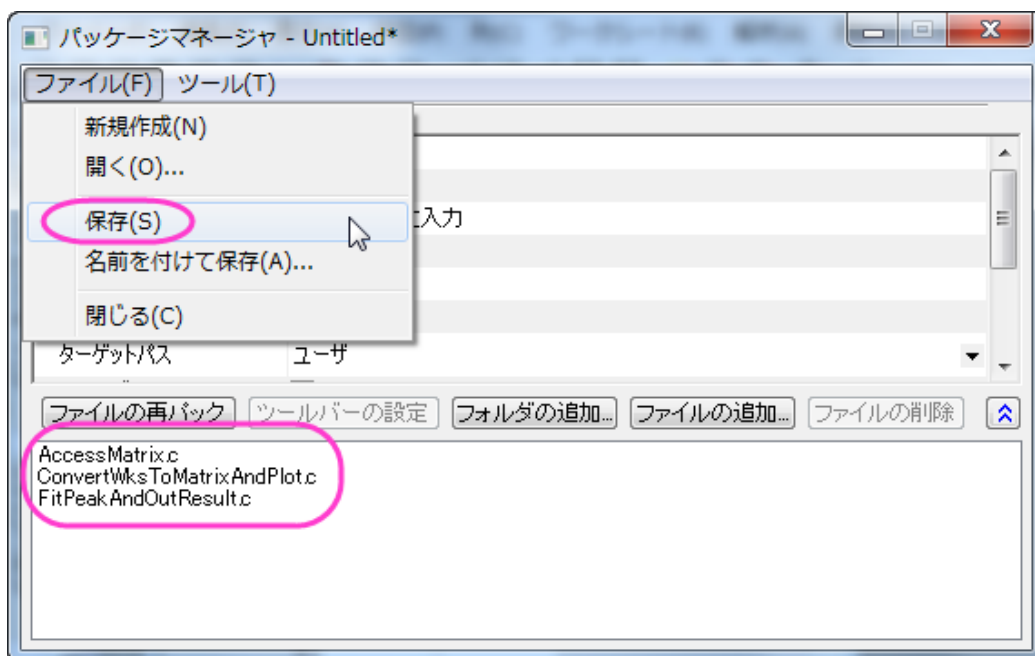 パッケージマネージャ - Untitled*
ファイル(F) ツール(T)
新規作成(N)
開く(O)...
保存(S)
入力
名前を付けて保存(A)...
閉じる(C)
ターゲットパス ユーザ
ファイルの再パック ツールバーの設定 フォルダの追加... ファイルの追加... ファイルの削除
AccessMatrix.c
ConvertWksToMatrixAndPlot.c
FitPeakAndOutResult.c